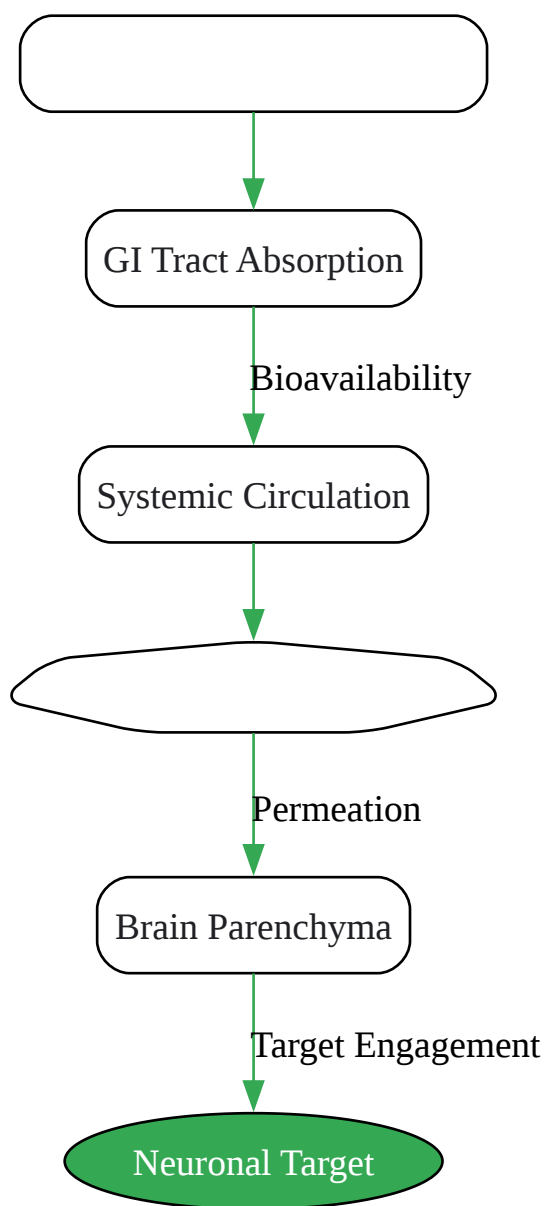 GI Tract Absorption
Bioavailability
Systemic Circulation
Permeation
Brain Parenchyma
Target Engagement
Neuronal Target